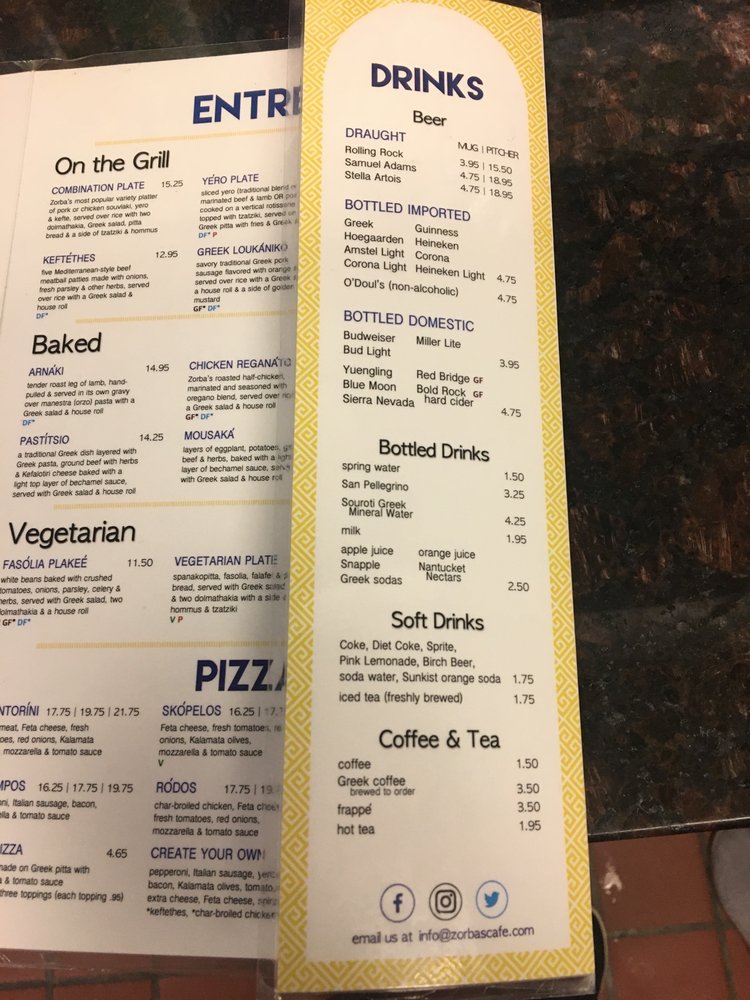 ENTRE
On the Grill
COMBINATION PLATE 15.25
Zorba's most popular variety platter
of pork or chicken souvlaki, yero
& kefte, served over rice with two
dolmathakia, Greek salad, pitta
bread & a side of tzatziki & hommus
YÉRO PLATE
sliced yero (traditional blend o
marinated beef & lamb OR por
cooked on a vertical rotisserie
topped with tzatziki, served on
Greek pitta with fries & Greek
DF* P
KEFTÉTHES 12.95
five Mediterranean-style beef
meatball patties made with onions,
fresh parsley & other herbs, served
over rice with a Greek salad &
house roll
DF*
GREEK LOUKÁNIKO
savory traditional Greek pork
sausage flavored with orange
served over rice with a Greek
a house roll & a side of golden
mustard
GF* DF*
Baked
ARNÁKI 14.95
tender roast leg of lamb, hand-
pulled & served in its own gravy
over manestra (orzo) pasta with a
Greek salad & house roll
DF*
CHICKEN REGANÁTO
Zorba's roasted half-chicken,
marinated and seasoned with
oregano blend, served over rice
a Greek salad & house roll
GF* DF*
PASTÍTSIO 14.25
a traditional Greek dish layered with
Greek pasta, ground beef with herbs
& Kefalotiri cheese baked with a
light top layer of bechamel sauce,
served with Greek salad & house roll
MOUSAKÁ
layers of eggplant, potatoes,
beef & herbs, baked with a light
layer of bechamel sauce, serv
with Greek salad & house roll
Vegetarian
FASÓLIA PLAKEÉ 11.50
white beans baked with crushed
tomatoes, onions, parsley, celery &
herbs, served with Greek salad, two
dolmathakia & a house roll
GF* DF*
VEGETARIAN PLATE
spanakopitta, fasolia, falafel & p
bread, served with Greek salad
& two dolmathakia with a side
hommus & tzatziki
V P
PIZZA
NTORÍNI 17.75 | 19.75 | 21.75
meat, Feta cheese, fresh
oes, red onions, Kalamata
mozzarella & tomato sauce
SKÓPELOS 16.25 | 17.7
Feta cheese, fresh tomatoes, re
onions, Kalamata olives,
mozzarella & tomato sauce
V
MPOS 16.25 | 17.75 | 19.75
oni, Italian sausage, bacon,
ella & tomato sauce
RÓDOS 17.75 | 19.
char-broiled chicken, Feta chee
fresh tomatoes, red onions,
mozzarella & tomato sauce
IZZA 4.65
made on Greek pitta with
& tomato sauce
three toppings (each topping .95)
CREATE YOUR OWN
pepperoni, Italian sausage, yero
bacon, Kalamata olives, tomato,
extra cheese, Feta cheese, spin
*keftethes, *char-broiled chicken
DRINKS
Beer
DRAUGHT MUG | PITCHER
Rolling Rock 3.95 | 15.50
Samuel Adams 4.75 | 18.95
Stella Artois 4.75 | 18.95
BOTTLED IMPORTED
Greek Guinness
Hoegaarden Heineken
Amstel Light Corona
Corona Light Heineken Light 4.75
O'Doul's (non-alcoholic) 4.75
BOTTLED DOMESTIC
Budweiser Miller Lite
Bud Light 3.95
Yuengling Red Bridge GF
Blue Moon Bold Rock GF
Sierra Nevada hard cider 4.75
Bottled Drinks
spring water 1.50
San Pellegrino 3.25
Souroti Greek
Mineral Water 4.25
milk 1.95
apple juice orange juice
Snapple Nantucket
Greek sodas Nectars 2.50
Soft Drinks
Coke, Diet Coke, Sprite,
Pink Lemonade, Birch Beer,
soda water, Sunkist orange soda 1.75
iced tea (freshly brewed) 1.75
Coffee & Tea
coffee 1.50
Greek coffee 3.50
brewed to order
frappé 3.50
hot tea 1.95
email us at info@zorbascafe.com